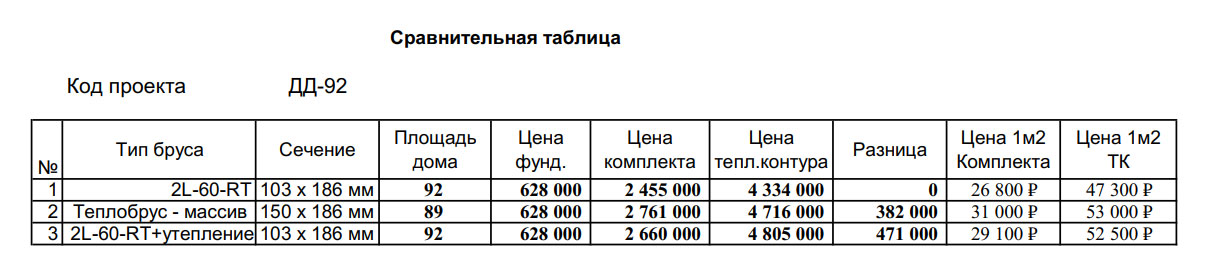 Сравнительная таблица
Код проекта ДД-92
№ Тип бруса Сечение Площадь дома Цена фунд. Цена комплекта Цена тепл.контура Разница Цена 1м2 Комплекта Цена 1м2 ТК
1 2L-60-RT 103 x 186 мм 92 628 000 2 455 000 4 334 000 0 26 800 ₽ 47 300 ₽
2 Теплобрус - массив 150 x 186 мм 89 628 000 2 761 000 4 716 000 382 000 31 000 ₽ 53 000 ₽
3 2L-60-RT+утепление 103 x 186 мм 92 628 000 2 660 000 4 805 000 471 000 29 100 ₽ 52 500 ₽